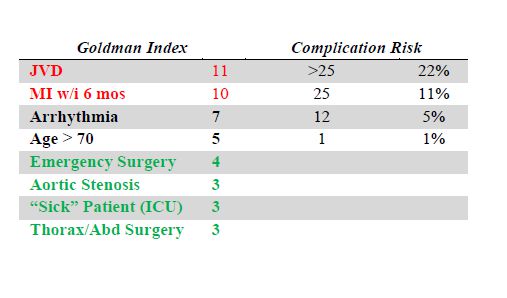 Goldman Index Complication Risk
JVD 11 >25 22%
MI w/i 6 mos 10 25 11%
Arrhythmia 7 12 5%
Age > 70 5 1 1%
Emergency Surgery 4
Aortic Stenosis 3
“Sick” Patient (ICU) 3
Thorax/Abd Surgery 3